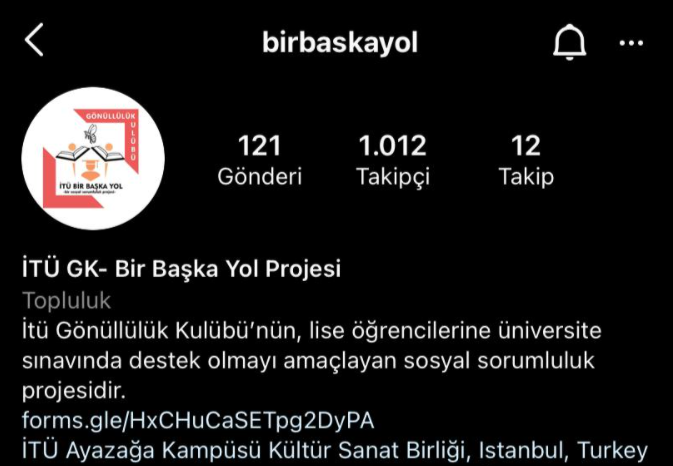 birbaskayol
GÖNÜLLÜLÜK
KULÜBÜ
İTÜ BİR BAŞKA YOL
-bir sosyal sorumluluk projesi-
121
Gönderi
1.012
Takipçi
12
Takip
İTÜ GK- Bir Başka Yol Projesi
Topluluk
İtü Gönüllülük Kulübü’nün, lise öğrencilerine üniversite
sınavında destek olmayı amaçlayan sosyal sorumluluk
projesidir.
forms.gle/HxCHuCaSETpg2DyPA
İTÜ Ayazağa Kampüsü Kültür Sanat Birliği, Istanbul, Turkey